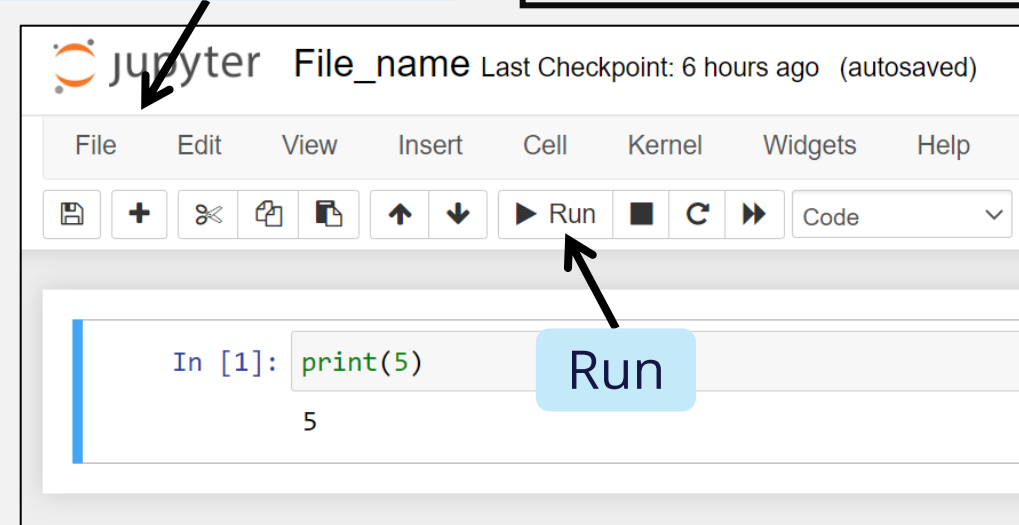 jupyter File_name Last Checkpoint: 6 hours ago (autosaved)
File Edit View Insert Cell Kernel Widgets Help
Run Code
In [1]: print(5)
5
Run